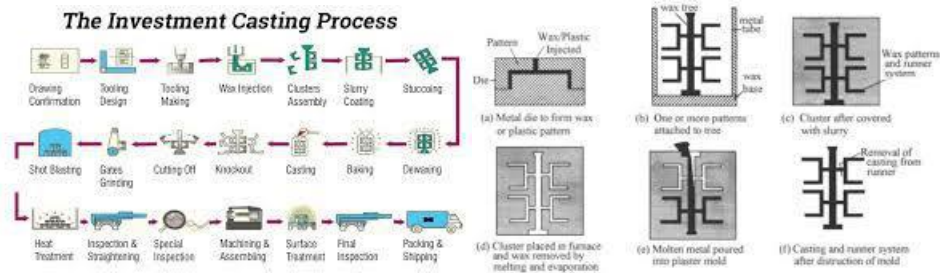 The Investment Casting Process
Drawing
Confirmation
Tooling
Design
Tooling
Making
Wax Injection
Clusters
Assembly
Slurry
Coating
Stuccoing
Shot Blasting
Gates
Grinding
Cutting Off
Knockout
Casting
Baking
Dewaxing
Heat
Treatment
Inspection &
Straightening
Special
Inspection
Machining &
Assembling
Surface
Treatment
Final
Inspection
Packing &
Shipping
Pattern
Wax/Plastic
Injected
Die
(a) Metal die to form wax
or plastic pattern
wax tree
metal
tube
wax
base
(b) One or more patterns
attached to tree
Wax patterns
and runner
system
(c) Cluster after covered
with slurry
(d) Cluster placed in furnace
and wax removed by
melting and evaporation
(e) Molten metal poured
into plaster mold
Removal of
casting from
runner
(f) Casting and runner system
after distruction of mold